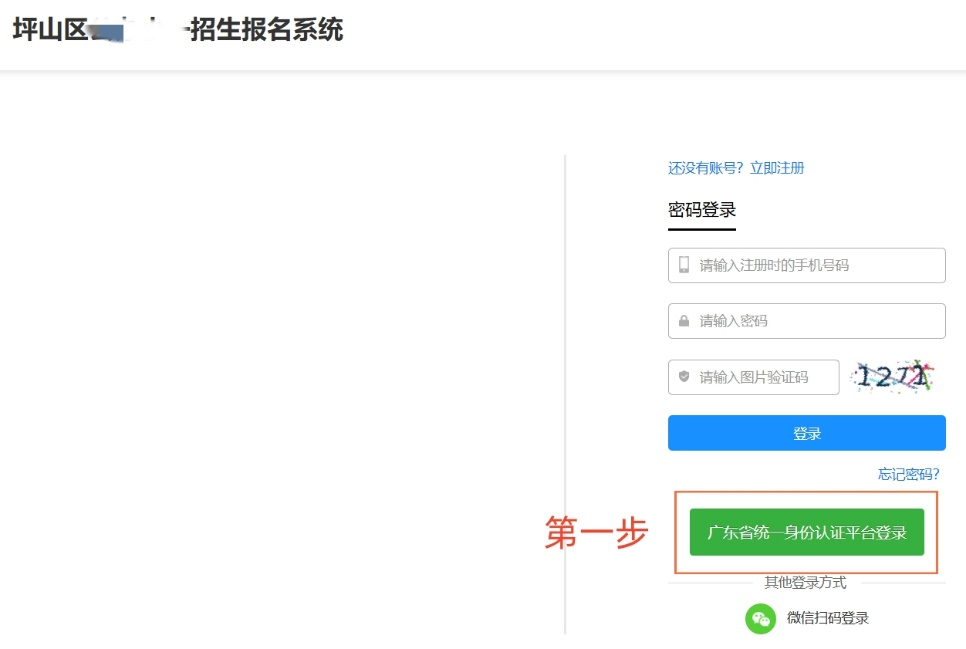 坪山区 招生报名系统
还没有账号? 立即注册
密码登录
请输入注册时的手机号码
请输入密码
请输入图片验证码
登录
忘记密码?
第一步
广东省统一身份认证平台登录
其他登录方式
微信扫码登录